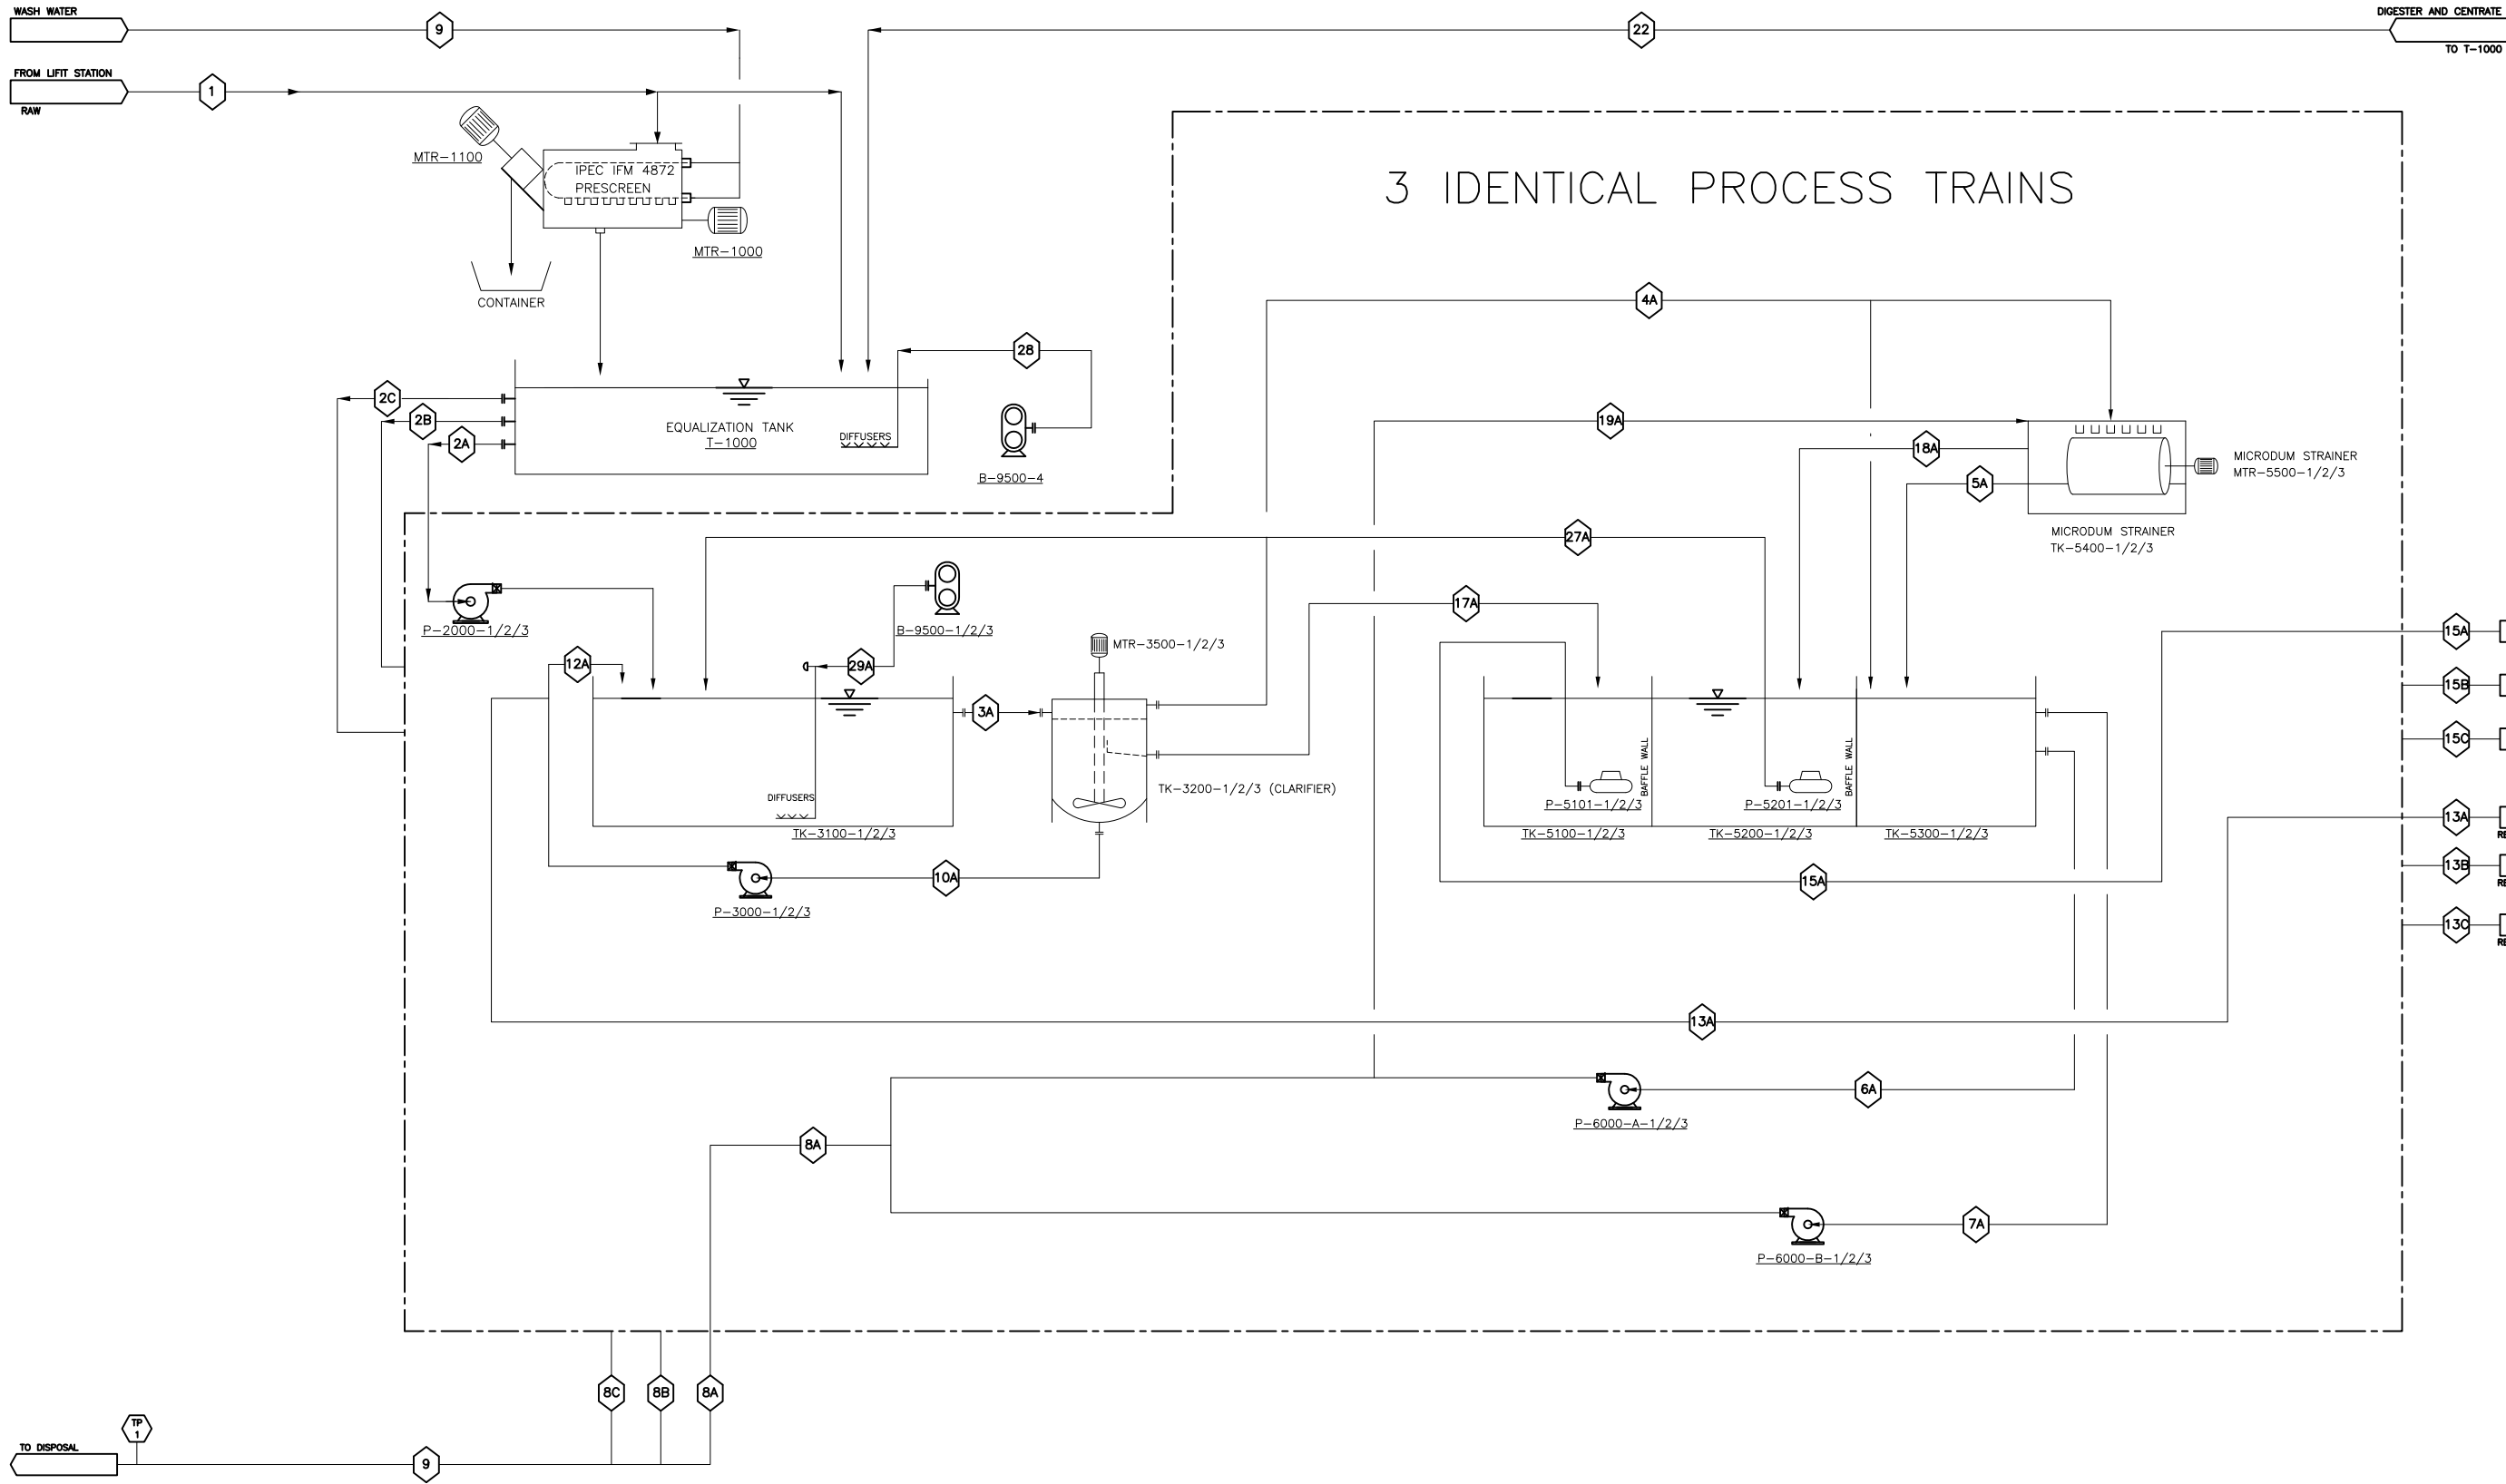 WASH WATER
9
22
DIGESTER AND CENTRATE
TO T-1000
FROM LIFIT STATION
1
RAW
MTR-1100
IPEC IFM 4872
PRESCREEN
MTR-1000
CONTAINER
3 IDENTICAL PROCESS TRAINS
4A
28
2C
2B
2A
EQUALIZATION TANK
T-1000
DIFFUSERS
B-9500-4
19A
18A
5A
MICRODUM STRAINER
MTR-5500-1/2/3
MICRODUM STRAINER
TK-5400-1/2/3
27A
P-2000-1/2/3
B-9500-1/2/3
17A
12A
29A
MTR-3500-1/2/3
15A
15B
15C
3A
DIFFUSERS
TK-3100-1/2/3
TK-3200-1/2/3 (CLARIFIER)
BAFFLE WALL
BAFFLE WALL
P-5101-1/2/3
P-5201-1/2/3
TK-5100-1/2/3
TK-5200-1/2/3
TK-5300-1/2/3
13A
RE
13B
RE
13C
RE
10A
P-3000-1/2/3
15A
13A
6A
P-6000-A-1/2/3
8A
7A
P-6000-B-1/2/3
8C
8B
8A
TP
1
TO DISPOSAL
9